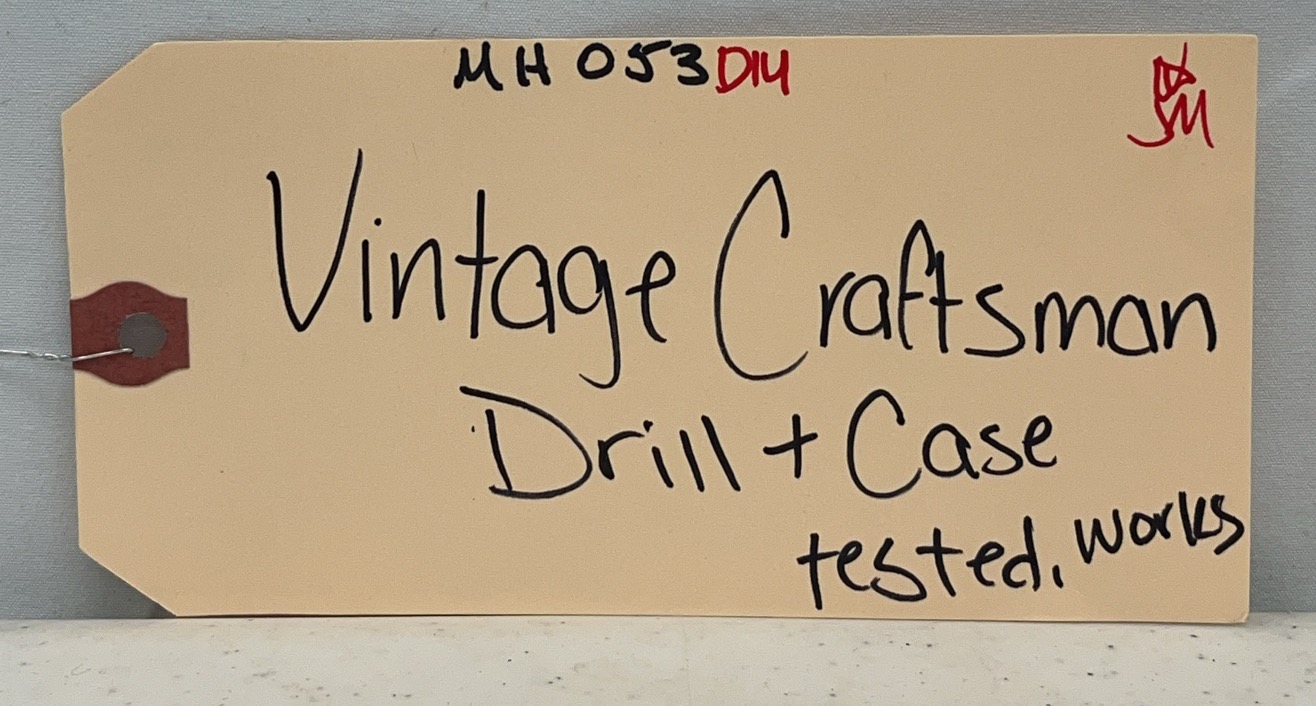 MH053D14
Vintage Craftsman
Drill + Case
tested, works